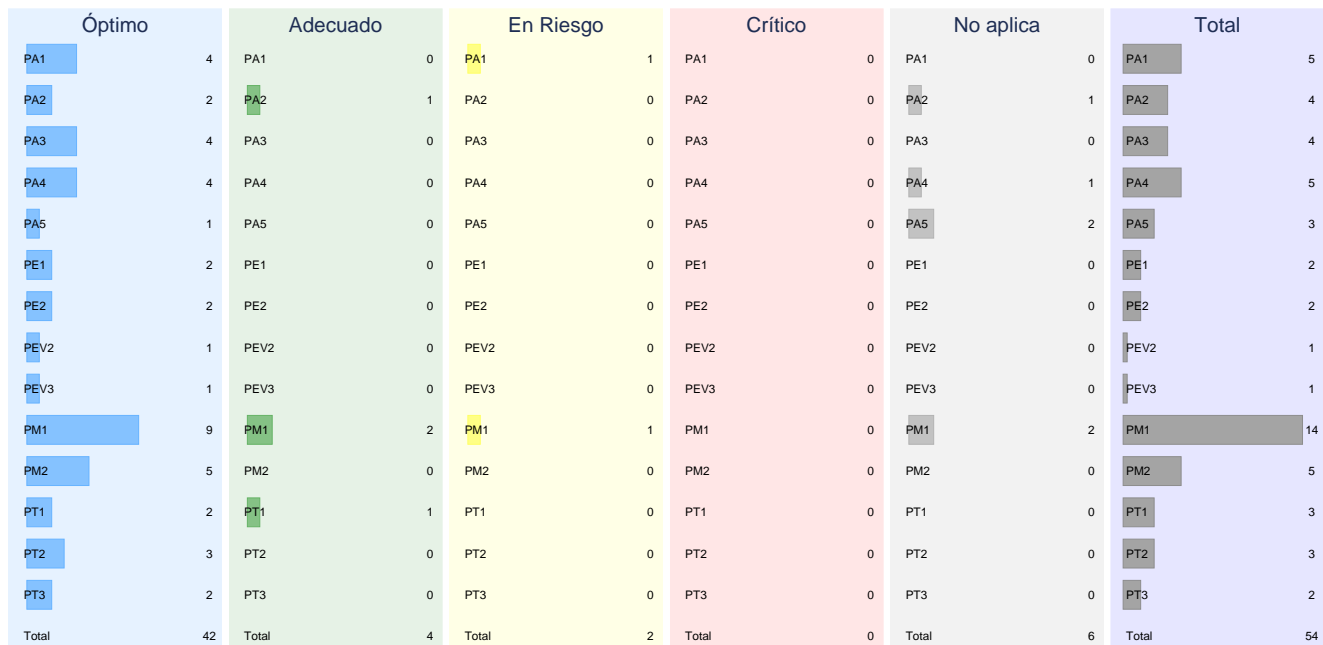 Óptimo Adecuado En Riesgo Crítico No aplica Total
PA1 4 PA1 0 PA1 1 PA1 0 PA1 0 PA1 5
PA2 2 PA2 1 PA2 0 PA2 0 PA2 1 PA2 4
PA3 4 PA3 0 PA3 0 PA3 0 PA3 0 PA3 4
PA4 4 PA4 0 PA4 0 PA4 0 PA4 1 PA4 5
PA5 1 PA5 0 PA5 0 PA5 0 PA5 2 PA5 3
PE1 2 PE1 0 PE1 0 PE1 0 PE1 0 PE1 2
PE2 2 PE2 0 PE2 0 PE2 0 PE2 0 PE2 2
PEV2 1 PEV2 0 PEV2 0 PEV2 0 PEV2 0 PEV2 1
PEV3 1 PEV3 0 PEV3 0 PEV3 0 PEV3 0 PEV3 1
PM1 9 PM1 2 PM1 1 PM1 0 PM1 2 PM1 14
PM2 5 PM2 0 PM2 0 PM2 0 PM2 0 PM2 5
PT1 2 PT1 1 PT1 0 PT1 0 PT1 0 PT1 3
PT2 3 PT2 0 PT2 0 PT2 0 PT2 0 PT2 3
PT3 2 PT3 0 PT3 0 PT3 0 PT3 0 PT3 2
Total 42 Total 4 Total 2 Total 0 Total 6 Total 54